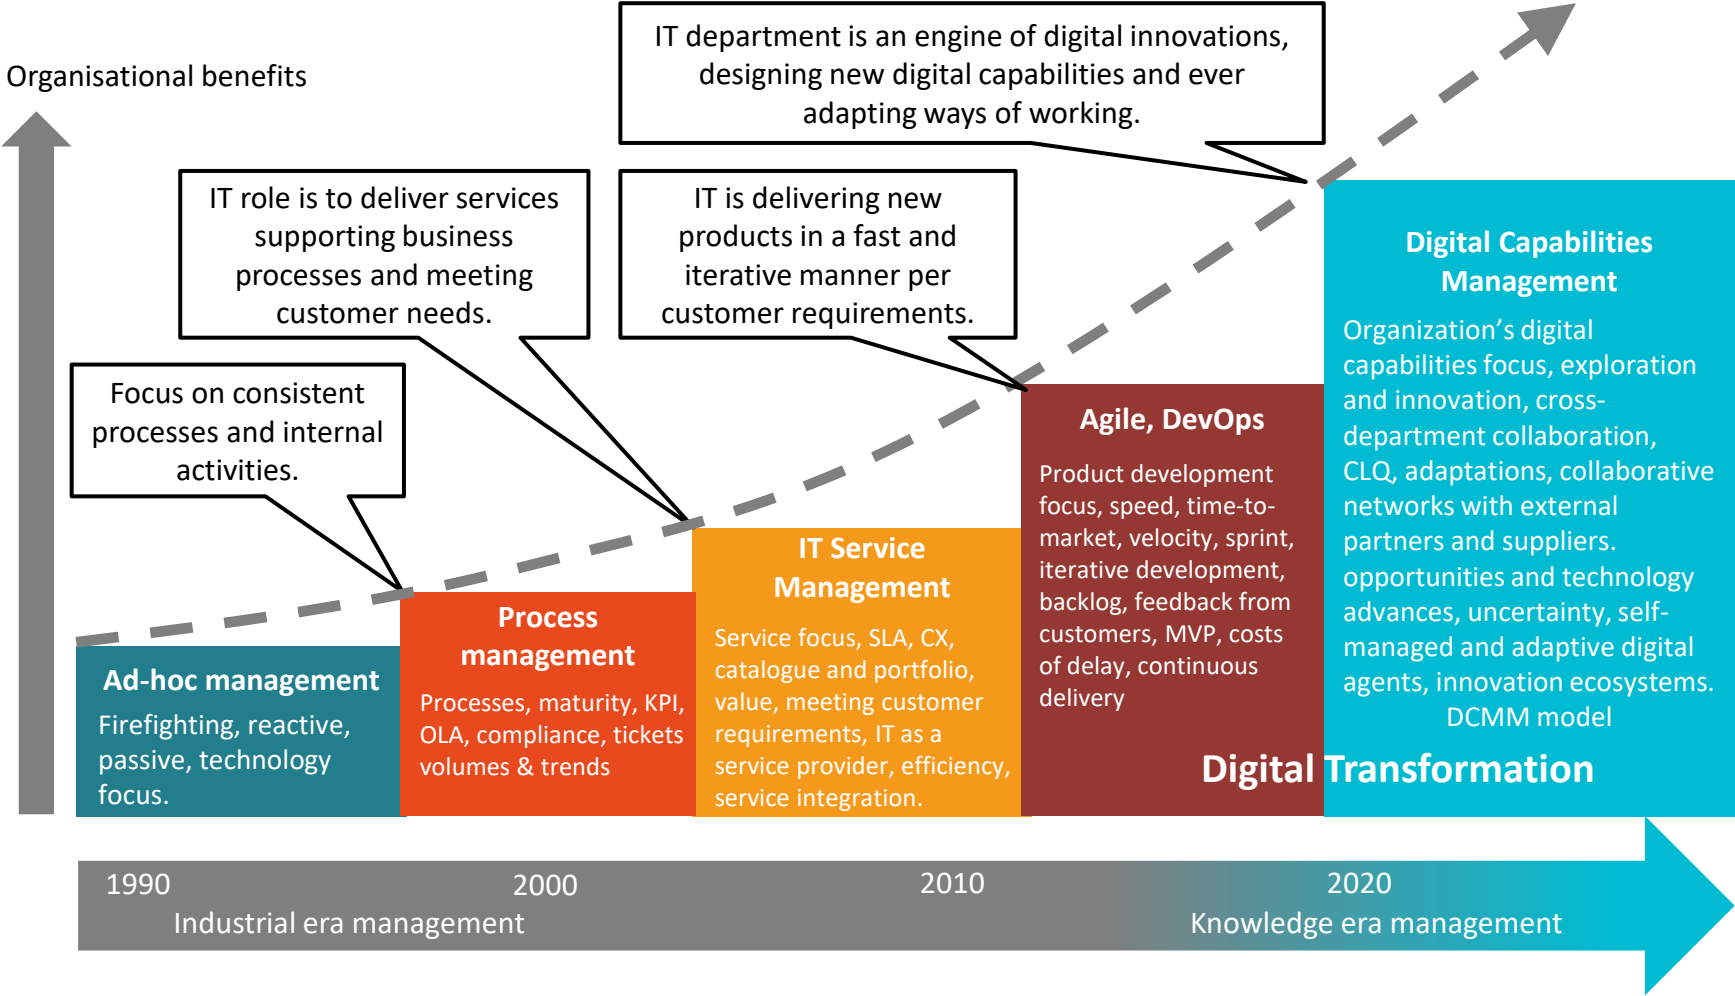 Organisational benefits
IT department is an engine of digital innovations,
designing new digital capabilities and ever
adapting ways of working.
IT role is to deliver services
supporting business
processes and meeting
customer needs.
IT is delivering new
products in a fast and
iterative manner per
customer requirements.
Focus on consistent
processes and internal
activities.
Ad-hoc management
Firefighting, reactive,
passive, technology
focus.
Process
management
Processes, maturity, KPI,
OLA, compliance, tickets
volumes & trends
IT Service
Management
Service focus, SLA, CX,
catalogue and portfolio,
value, meeting customer
requirements, IT as a
service provider, efficiency,
service integration.
Agile, DevOps
Product development
focus, speed, time-to-
market, velocity, sprint,
iterative development,
backlog, feedback from
customers, MVP, costs
of delay, continuous
delivery
Digital Capabilities
Management
Organization’s digital
capabilities focus, exploration
and innovation, cross-
department collaboration,
CLQ, adaptations, collaborative
networks with external
partners and suppliers.
opportunities and technology
advances, uncertainty, self-
managed and adaptive digital
agents, innovation ecosystems.
DCMM model
Digital Transformation
1990 2000 2010 2020
Industrial era management Knowledge era management